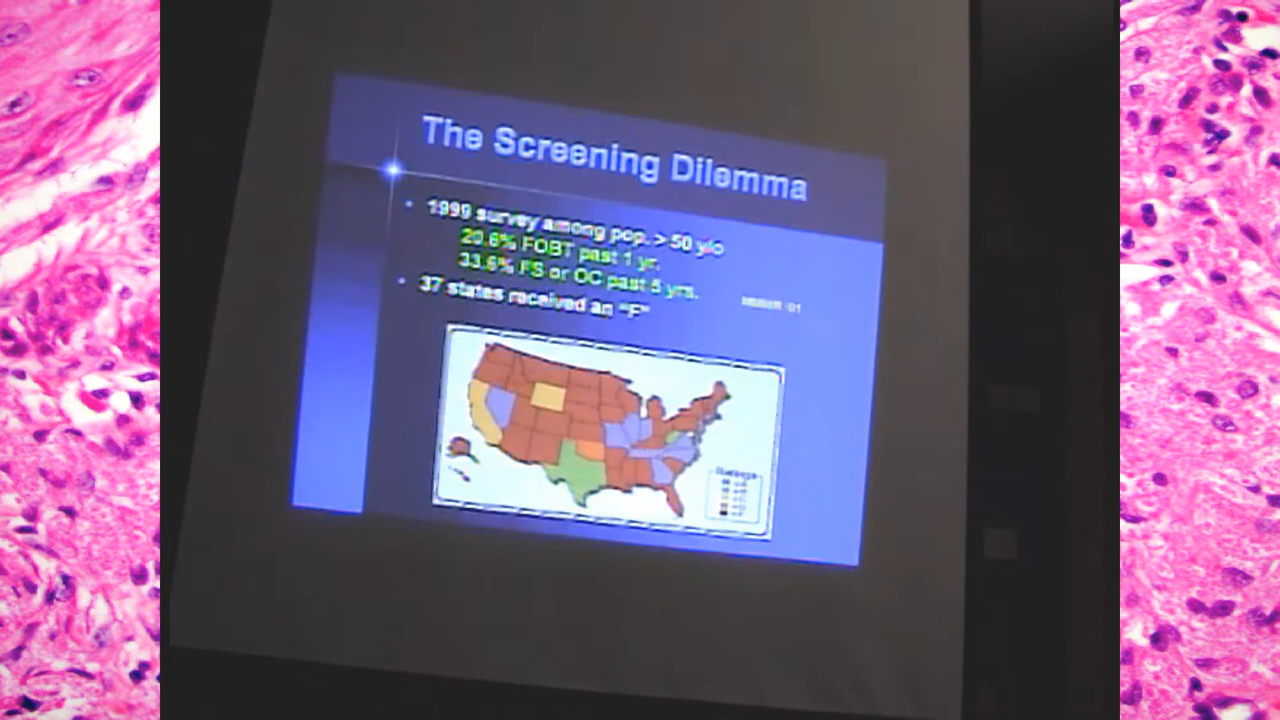 The Screening Dilemma
• 1999 survey among pop. > 50 y/o
20.6% FOBT past 1 yr.
33.6% FS or OC past 5 yrs.
• 37 states received an "F"